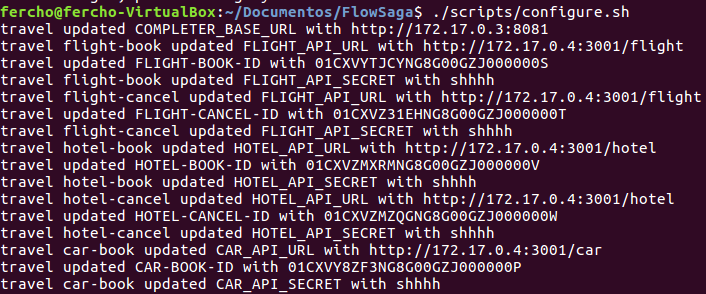 fercho@fercho-VirtualBox:~/Documentos/FlowSaga$ ./scripts/configure.sh
travel updated COMPLETER_BASE_URL with http://172.17.0.3:8081
travel flight-book updated FLIGHT_API_URL with http://172.17.0.4:3001/flight
travel updated FLIGHT-BOOK-ID with 01CXVYTJCYNG8G00GZJ000000S
travel flight-book updated FLIGHT_API_SECRET with shhhh
travel flight-cancel updated FLIGHT_API_URL with http://172.17.0.4:3001/flight
travel updated FLIGHT-CANCEL-ID with 01CXVZ31EHNG8G00GZJ000000T
travel flight-cancel updated FLIGHT_API_SECRET with shhhh
travel hotel-book updated HOTEL_API_URL with http://172.17.0.4:3001/hotel
travel updated HOTEL-BOOK-ID with 01CXVZMXRMNG8G00GZJ000000V
travel hotel-book updated HOTEL_API_SECRET with shhhh
travel hotel-cancel updated HOTEL_API_URL with http://172.17.0.4:3001/hotel
travel updated HOTEL-CANCEL-ID with 01CXVZMZQGNG8G00GZJ000000W
travel hotel-cancel updated HOTEL_API_SECRET with shhhh
travel car-book updated CAR_API_URL with http://172.17.0.4:3001/car
travel updated CAR-BOOK-ID with 01CXVY8ZF3NG8G00GZJ000000P
travel car-book updated CAR_API_SECRET with shhhh